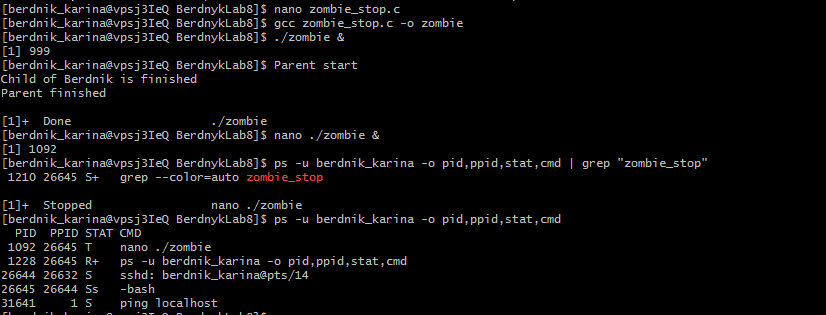 [berdnik_karina@vpsj3IeQ BerdnykLab8]$ nano zombie_stop.c
[berdnik_karina@vpsj3IeQ BerdnykLab8]$ gcc zombie_stop.c -o zombie
[berdnik_karina@vpsj3IeQ BerdnykLab8]$ ./zombie &
[1] 999
[berdnik_karina@vpsj3IeQ BerdnykLab8]$ Parent start
Child of Berdnik is finished
Parent finished
[1]+  Done                    ./zombie
[berdnik_karina@vpsj3IeQ BerdnykLab8]$ nano ./zombie &
[1] 1092
[berdnik_karina@vpsj3IeQ BerdnykLab8]$ ps -u berdnik_karina -o pid,ppid,stat,cmd | grep "zombie_stop"
 1210 26645 S+   grep --color=auto zombie_stop
[1]+  Stopped                 nano ./zombie
[berdnik_karina@vpsj3IeQ BerdnykLab8]$ ps -u berdnik_karina -o pid,ppid,stat,cmd
  PID  PPID STAT CMD
 1092 26645 T    nano ./zombie
 1228 26645 R+   ps -u berdnik_karina -o pid,ppid,stat,cmd
26644 26632 S    sshd: berdnik_karina@pts/14
26645 26644 Ss   -bash
31641     1 S    ping localhost
[berdnik_karina@vpsj3IeQ BerdnykLab8]$